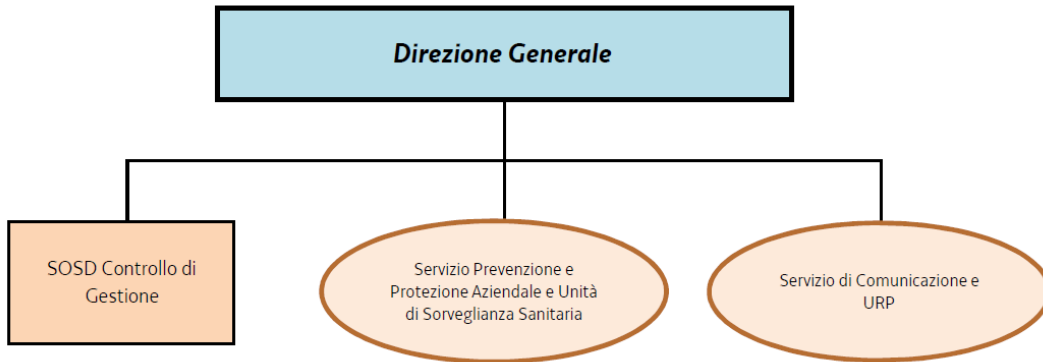 Direzione Generale
SOSD Controllo di
Gestione
Servizio Prevenzione e
Protezione Aziendale e Unità
di Sorveglianza Sanitaria
Servizio di Comunicazione e
URP